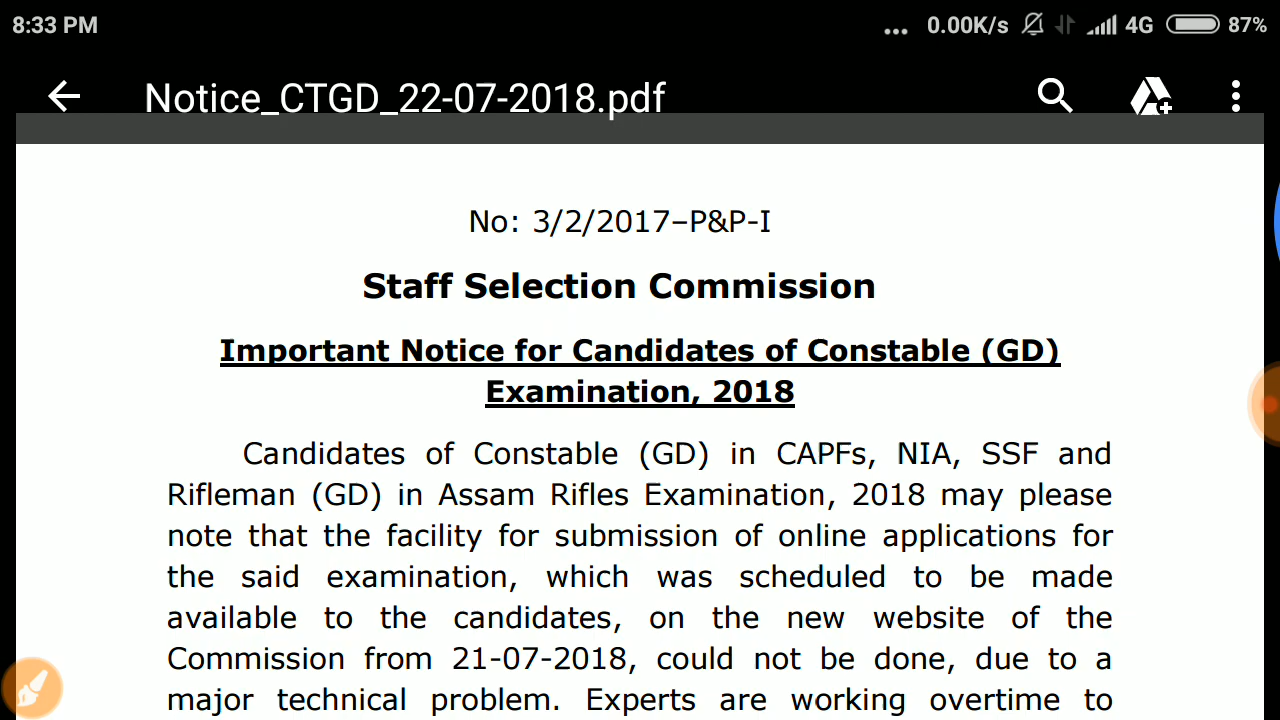 8:33 PM ... 0.00K/s 4G 87%
Notice_CTGD_22-07-2018.pdf
No: 3/2/2017–P&P-I
Staff Selection Commission
Important Notice for Candidates of Constable (GD)
Examination, 2018
Candidates of Constable (GD) in CAPFs, NIA, SSF and
Rifleman (GD) in Assam Rifles Examination, 2018 may please
note that the facility for submission of online applications for
the said examination, which was scheduled to be made
available to the candidates, on the new website of the
Commission from 21-07-2018, could not be done, due to a
major technical problem. Experts are working overtime to